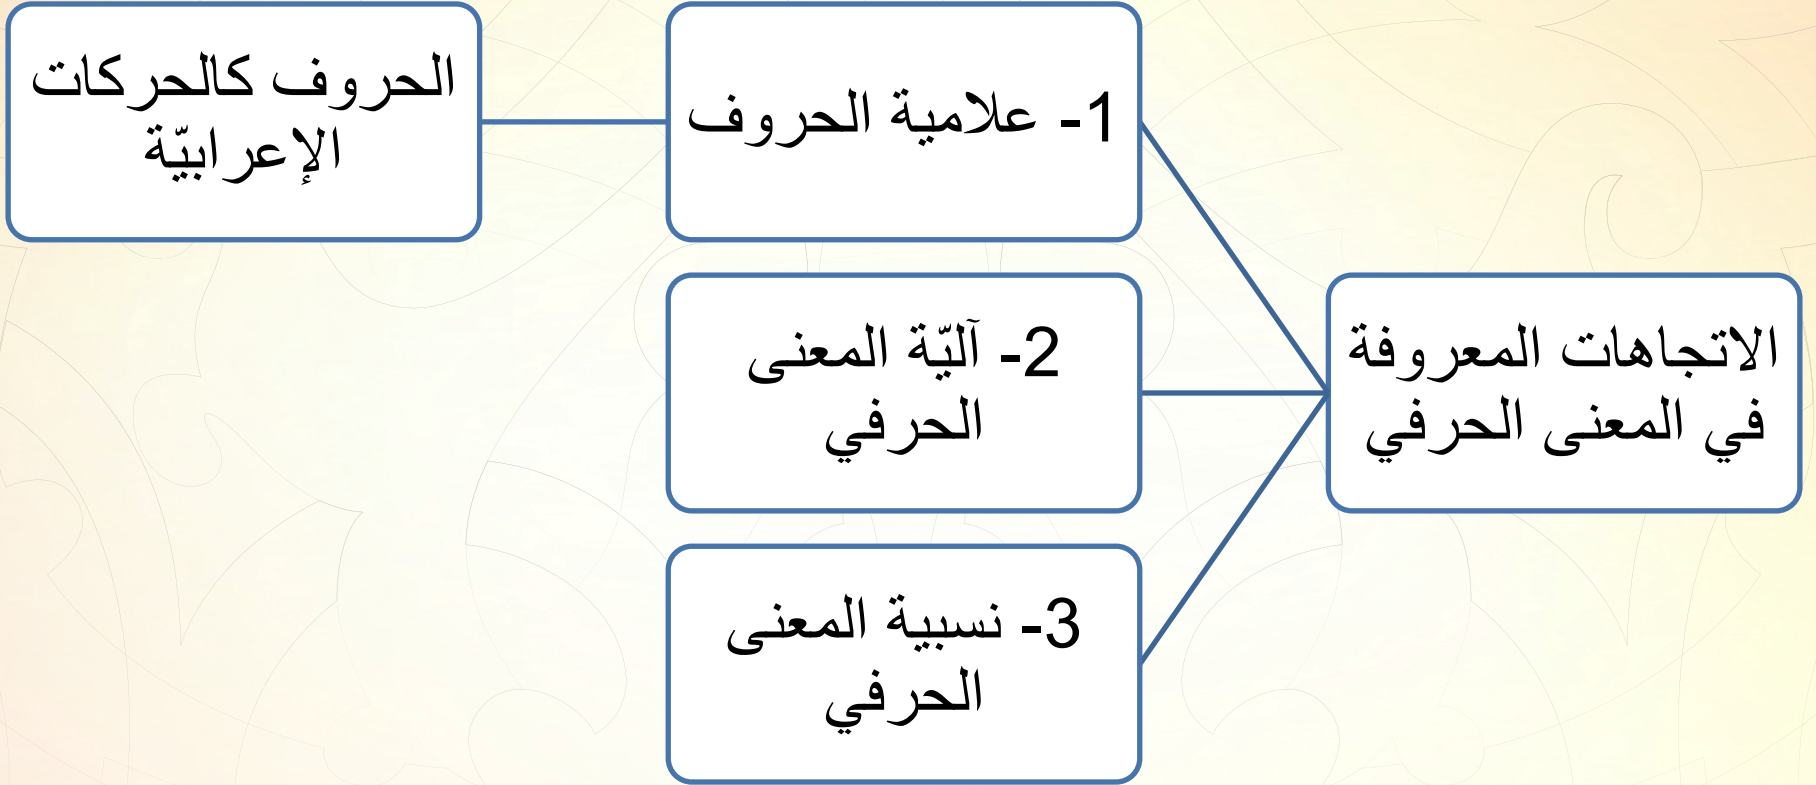 الاتجاهات المعروفة
في المعنى الحرفي
1- علامية الحروف
الحروف كالحركات
الإعرابيّة
2- آليّة المعنى
الحرفي
3- نسبية المعنى
الحرفي